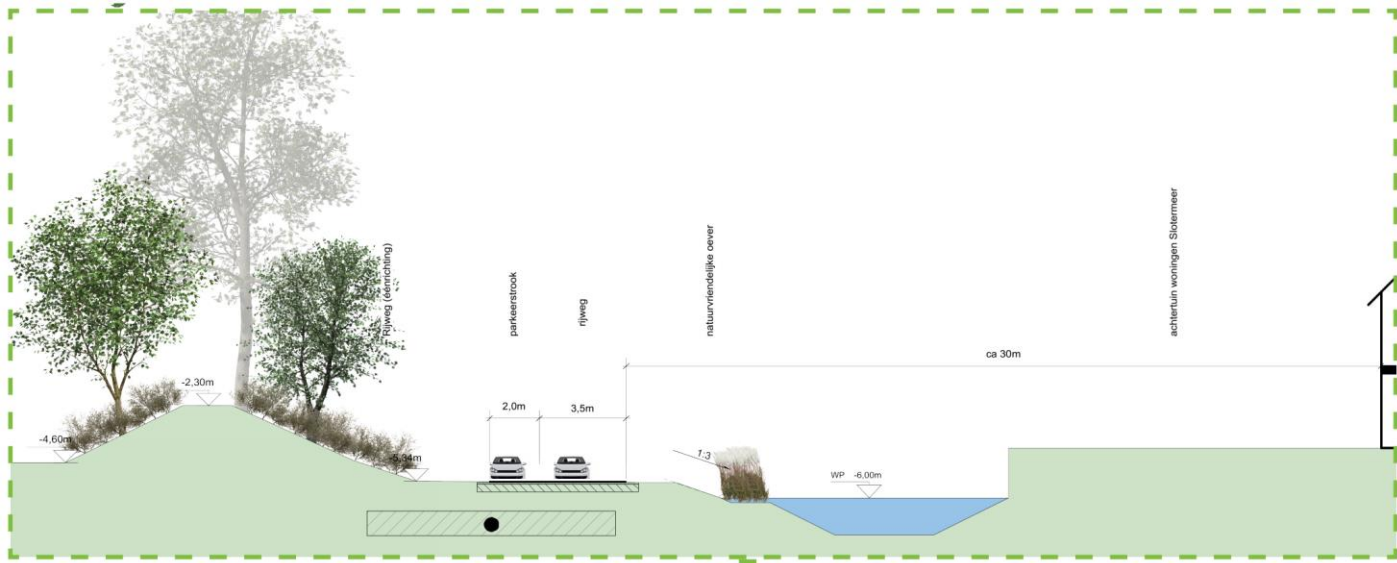 Rijweg (éénrichting)
parkeerstrook
rijweg
natuurvriendelijke oever
achtertuin woningen Slotermeer
ca 30m
-2,30m
2,0m
3,5m
-4,60m
-5,34m
1:3
WP -6,00m